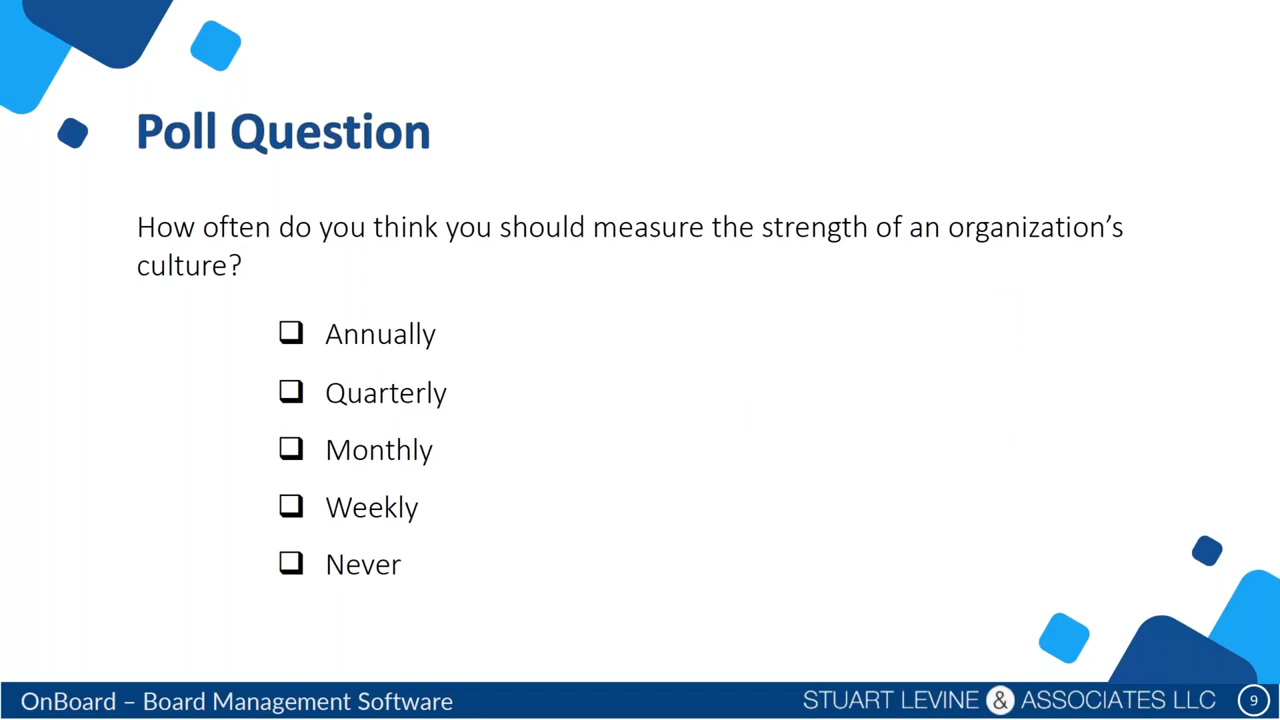 Poll Question
How often do you think you should measure the strength of an organization’s
culture?
Annually
Quarterly
Monthly
Weekly
Never
OnBoard – Board Management Software
STUART LEVINE & ASSOCIATES LLC
9